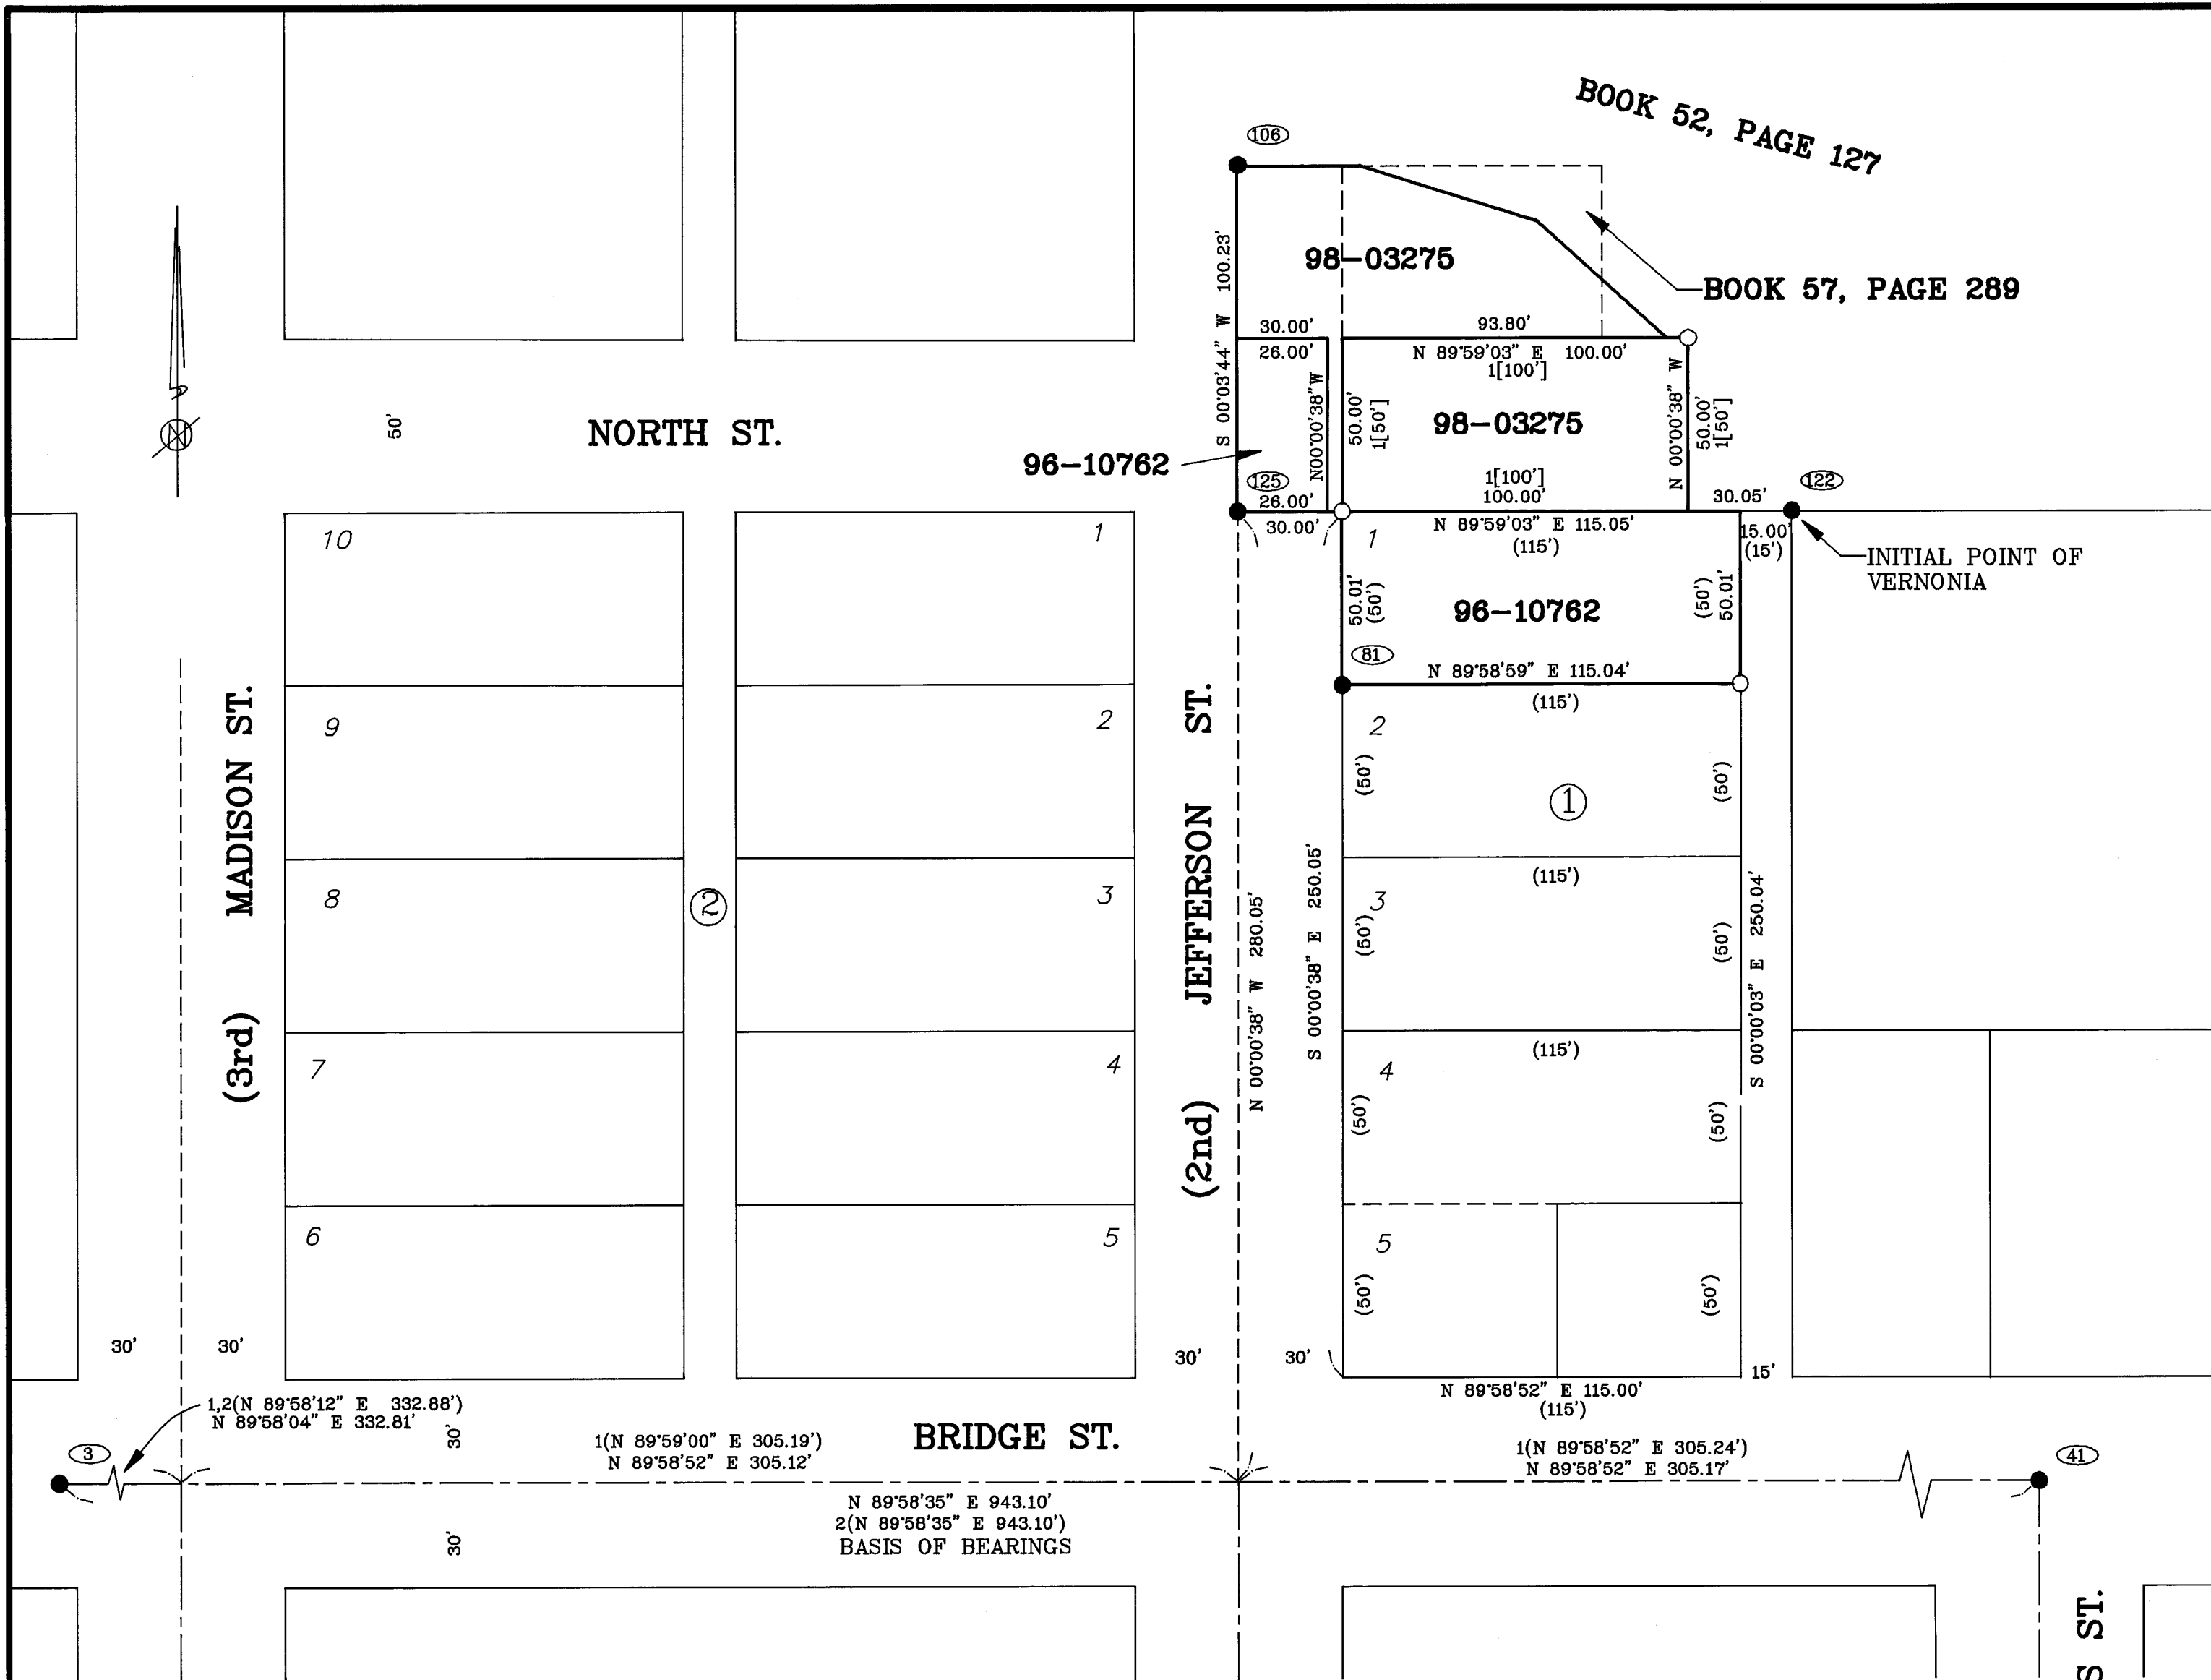 BOOK 52, PAGE 127
106
98-03275
BOOK 57, PAGE 289
S 00°03'44" W 100.23'
30.00'
26.00'
93.80'
N 89°59'03" E 100.00'
1[100']
N00°00'38"W
50.00'
1[50']
98-03275
N 00°00'38" W
50.00'
1[50']
N
50'
NORTH ST.
96-10762
125
26.00'
30.00'
1[100']
100.00'
30.05'
122
N 89°59'03" E 115.05'
(115')
15.00'
(15')
INITIAL POINT OF
VERNONIA
10
1
1
50.01'
(50')
96-10762
(50')
50.01'
81
N 89°58'59" E 115.04'
(115')
9
2
2
(50')
(50')
1
MADISON ST.
(3rd)
JEFFERSON ST.
(2nd)
8
2
3
3
(115')
(50')
(50')
N 00°00'38" W 280.05'
S 00°00'38" E 250.05'
S 00°00'03" E 250.04'
7
4
4
(115')
(50')
(50')
6
5
5
(50')
(50')
30'
30'
30'
30'
15'
N 89°58'52" E 115.00'
(115')
1,2(N 89°58'12" E 332.88')
N 89°58'04" E 332.81'
3
30'
1(N 89°59'00" E 305.19')
N 89°58'52" E 305.12'
BRIDGE ST.
1(N 89°58'52" E 305.24')
N 89°58'52" E 305.17'
41
N 89°58'35" E 943.10'
2(N 89°58'35" E 943.10')
BASIS OF BEARINGS
30'
S ST.